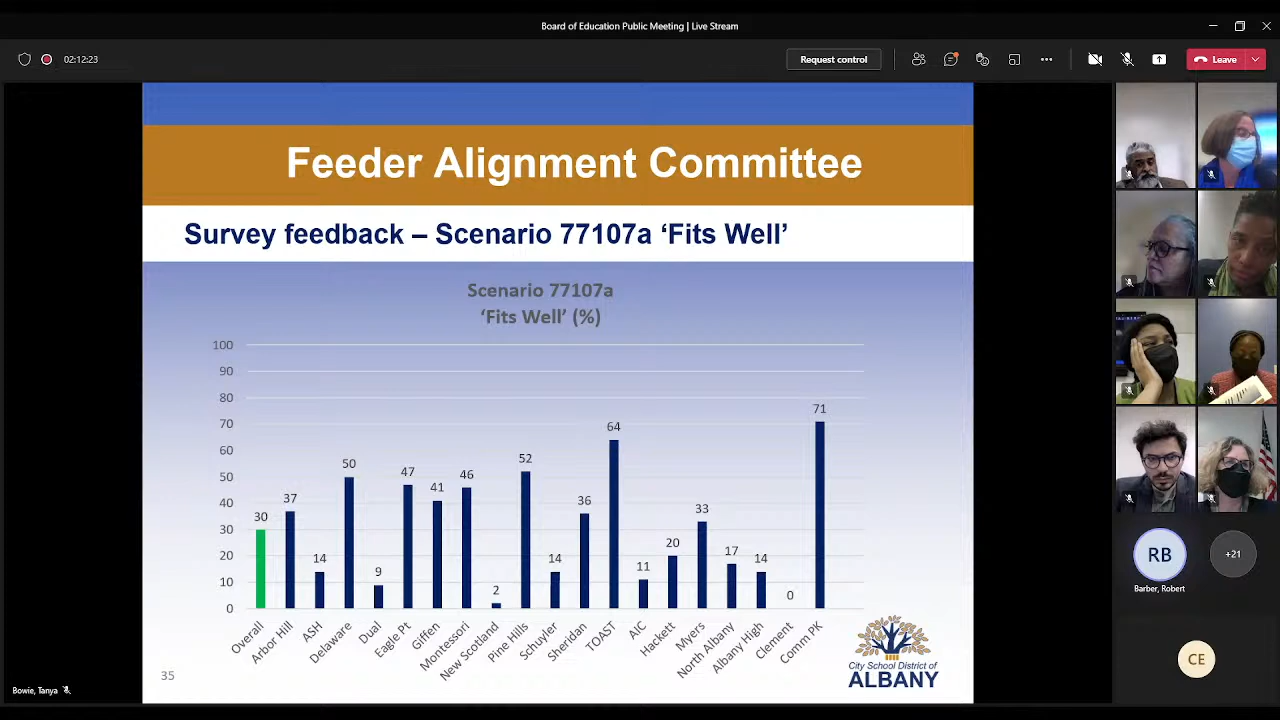 Board of Education Public Meeting | Live Stream
02:12:23
Request control
Leave
Feeder Alignment Committee
Survey feedback – Scenario 77107a ‘Fits Well’
Scenario 77107a
‘Fits Well’ (%)
100
90
80
70
60
50
40
30
20
10
0
30
37
14
50
9
47
41
46
2
52
14
36
64
11
20
33
17
14
0
71
Overall
Arbor Hill
ASH
Delaware
Dual
Eagle Pt
Giffen
Montessori
New Scotland
Pine Hills
Schuyler
Sheridan
TOAST
AIC
Hackett
Myers
North Albany
Albany High
Clement
Comm PK
City School District of
ALBANY
35
Bowie, Tanya
RB
Barber, Robert
+21
CE